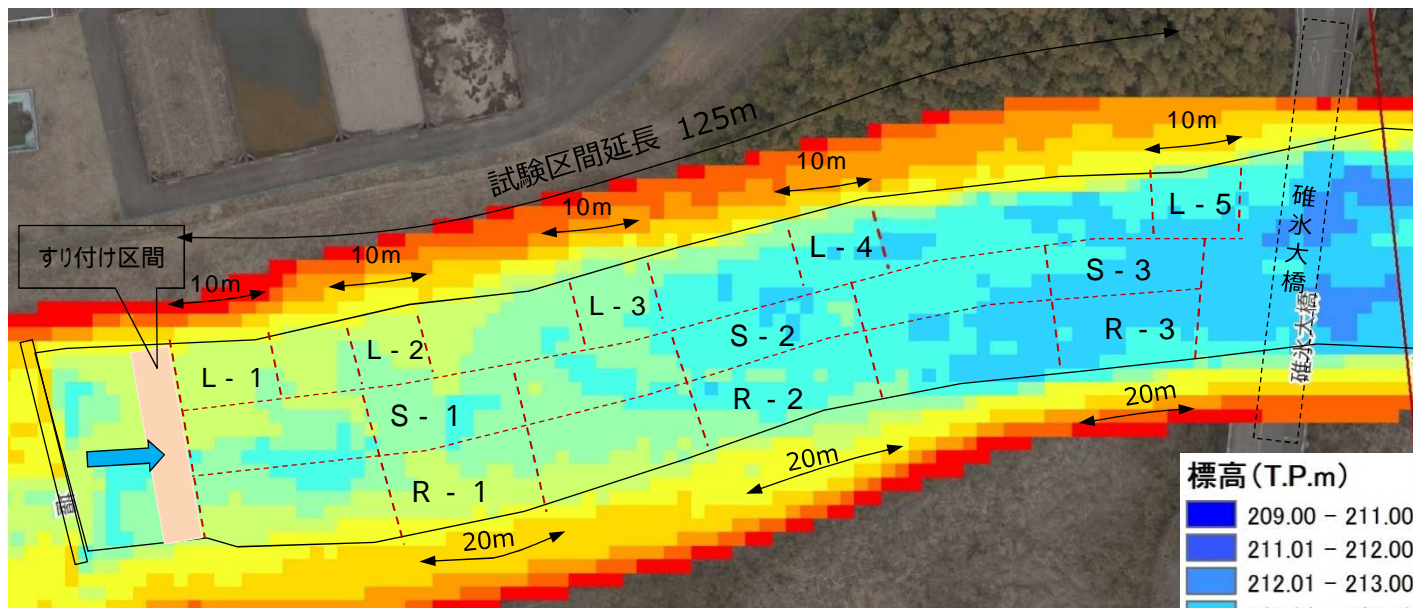 試験区間延長 125m
10m
10m
10m
10m
10m
すり付け区間
L - 1
L - 2
L - 3
L - 4
L - 5
S - 1
S - 2
S - 3
R - 1
R - 2
R - 3
20m
20m
20m
碓氷大橋
碓氷大橋
標高(T.P.m)
209.00 - 211.00
211.01 - 212.00
212.01 - 213.00